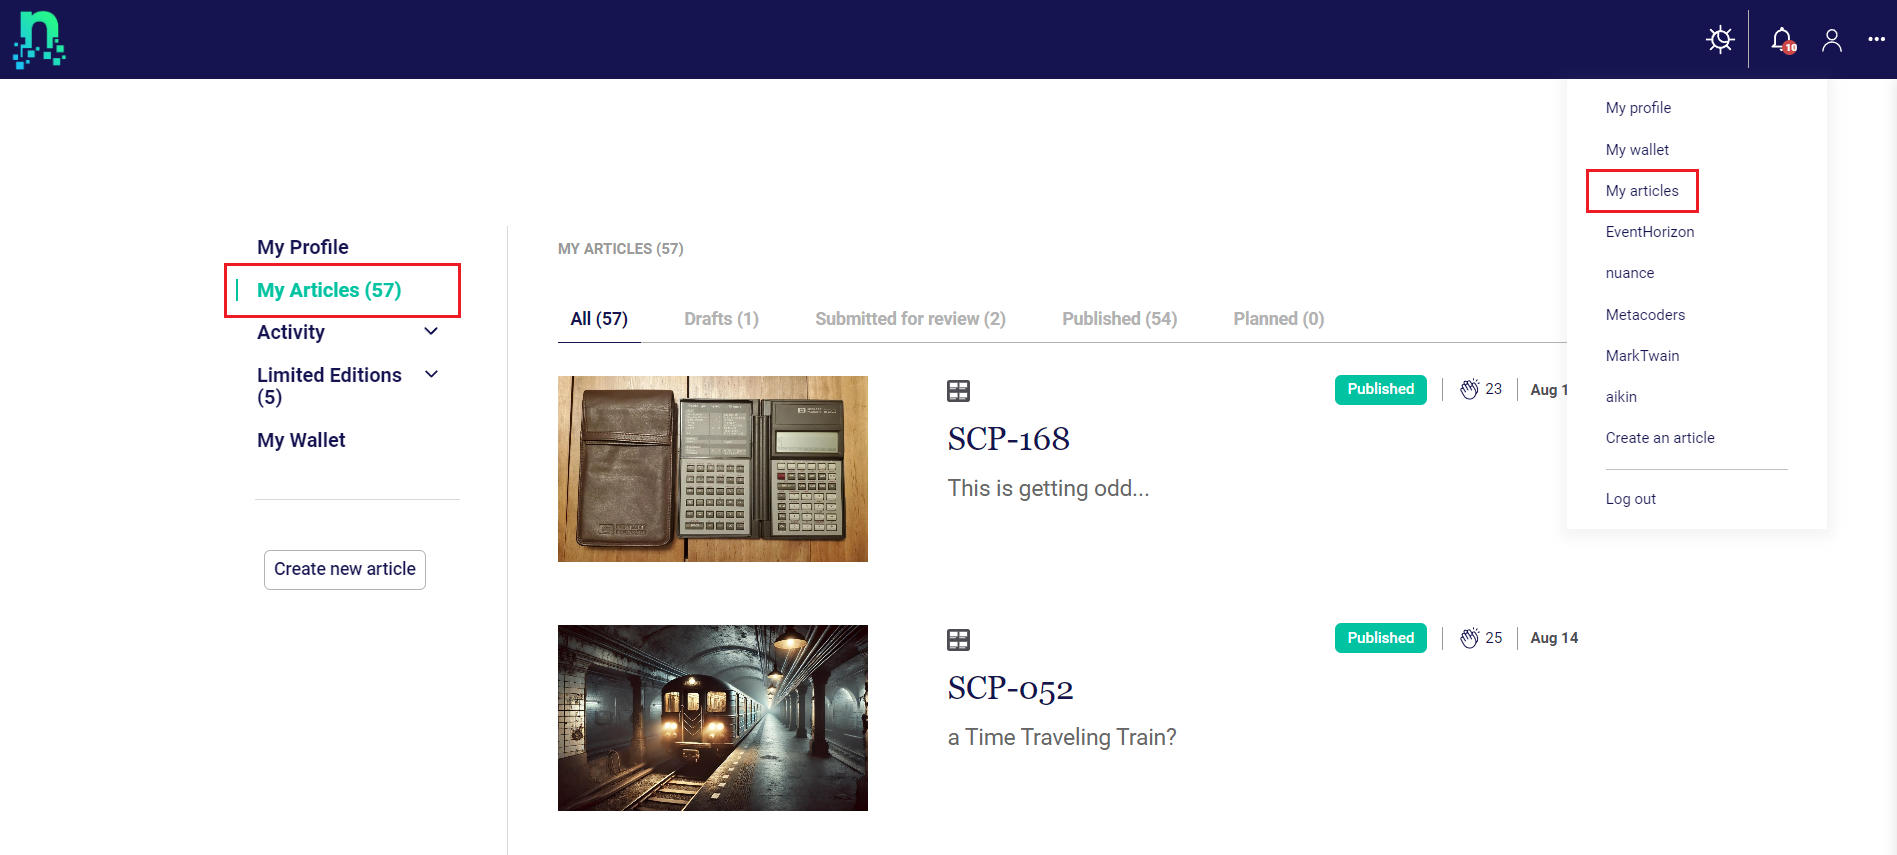 n
10
My profile
My wallet
My articles
EventHorizon
nuance
Metacoders
MarkTwain
aikin
Create an article
Log out
My Profile
My Articles (57)
Activity
Limited Editions
(5)
My Wallet
Create new article
MY ARTICLES (57)
All (57)
Drafts (1)
Submitted for review (2)
Published (54)
Planned (0)
Published
23
Aug 1
SCP-168
This is getting odd...
Published
25
Aug 14
SCP-052
a Time Traveling Train?